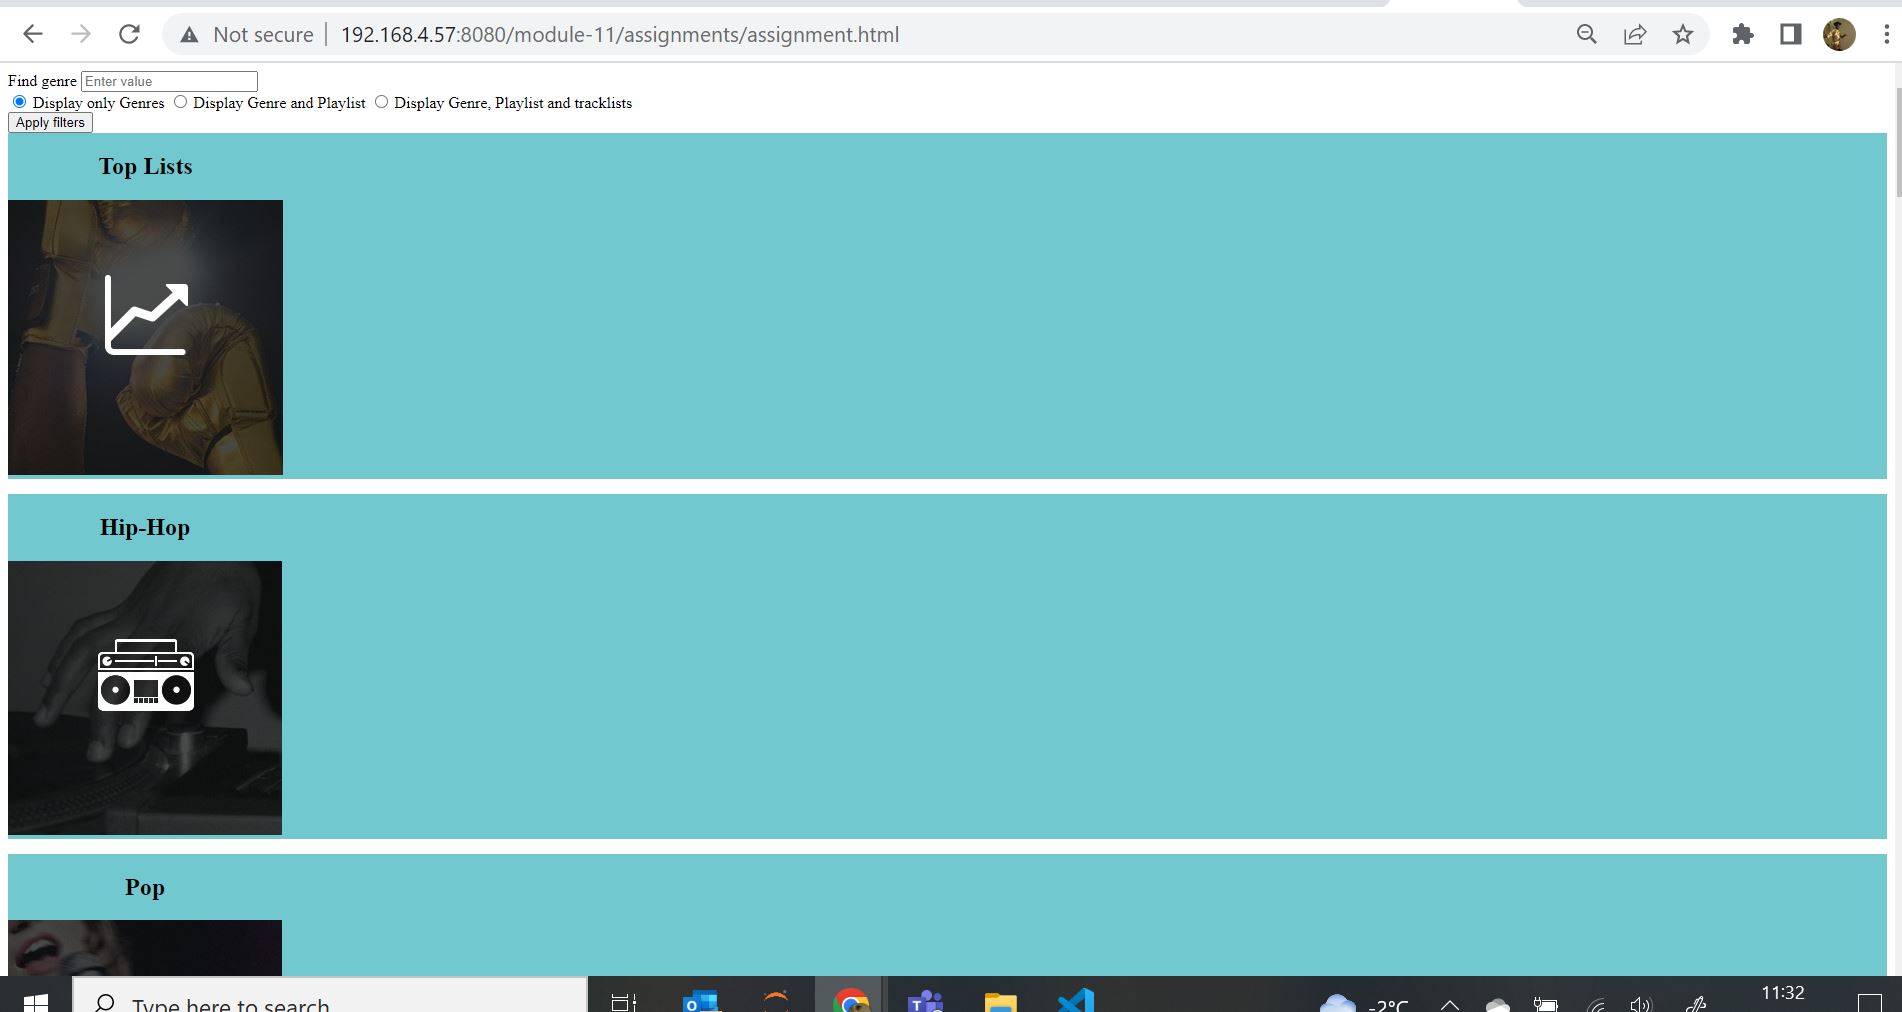 Not secure 192.168.4.57:8080/module-11/assignments/assignment.html
Find genre Enter value
Display only Genres Display Genre and Playlist Display Genre, Playlist and tracklists
Apply filters
Top Lists
Hip-Hop
Pop
Type here to search
-2°C
11:32